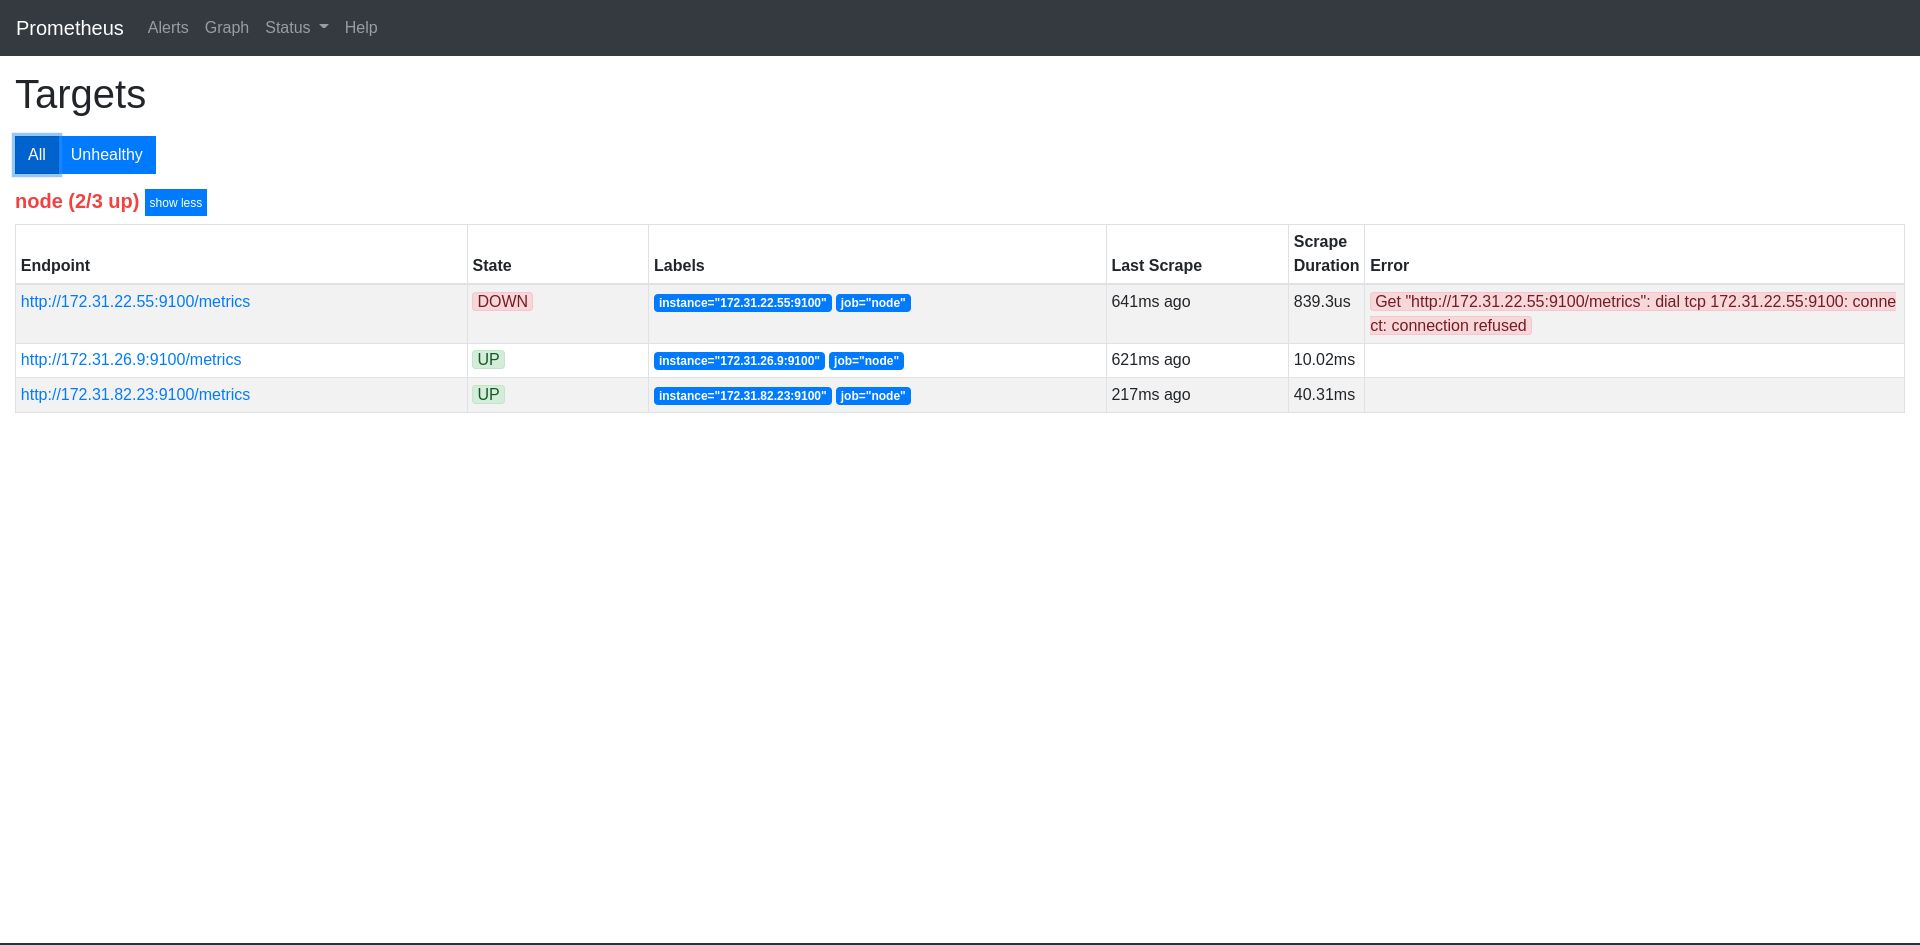 Prometheus Alerts Graph Status Help
Targets
All Unhealthy
node (2/3 up) show less
Endpoint State Labels Last Scrape Scrape Duration Error
http://172.31.22.55:9100/metrics DOWN instance="172.31.22.55:9100" job="node" 641ms ago 839.3us Get "http://172.31.22.55:9100/metrics": dial tcp 172.31.22.55:9100: conne
ct: connection refused
http://172.31.26.9:9100/metrics UP instance="172.31.26.9:9100" job="node" 621ms ago 10.02ms
http://172.31.82.23:9100/metrics UP instance="172.31.82.23:9100" job="node" 217ms ago 40.31ms